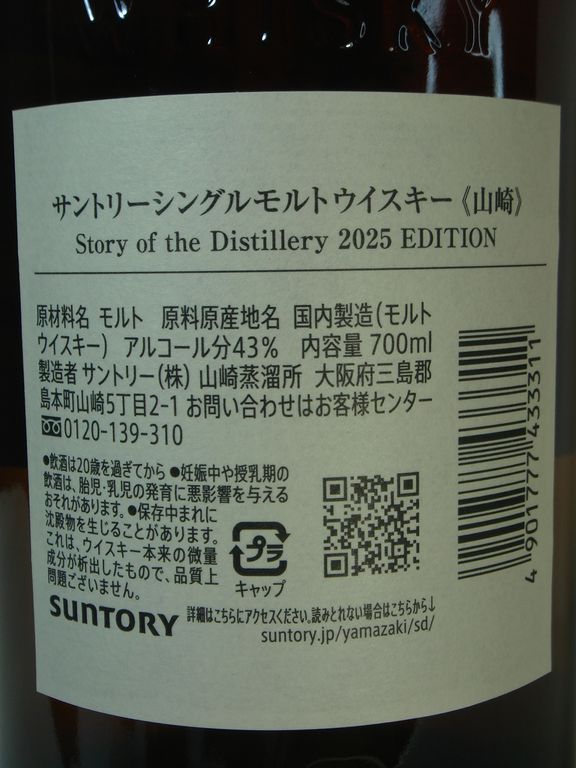 サントリーシングルモルトウイスキー《山崎》
Story of the Distillery 2025 EDITION
原材料名 モルト 原料原産地名 国内製造(モルト
ウイスキー) アルコール分43% 内容量 700ml
製造者 サントリー(株) 山崎蒸溜所 大阪府三島郡
島本町山崎5丁目2-1 お問い合わせはお客様センター
0120-139-310
●飲酒は20歳を過ぎてから ●妊娠中や授乳期の
飲酒は、胎児・乳児の発育に悪影響を与える
おそれがあります。●保存中まれに
沈殿物を生じることがあります。
これは、ウイスキー本来の微量
成分が析出したもので、品質上
問題ございません。
プラ
キャップ
4 901777 433311
SUNTORY
詳細はこちらにアクセスください。読みとれない場合はこちらから↓
suntory.jp/yamazaki/sd/